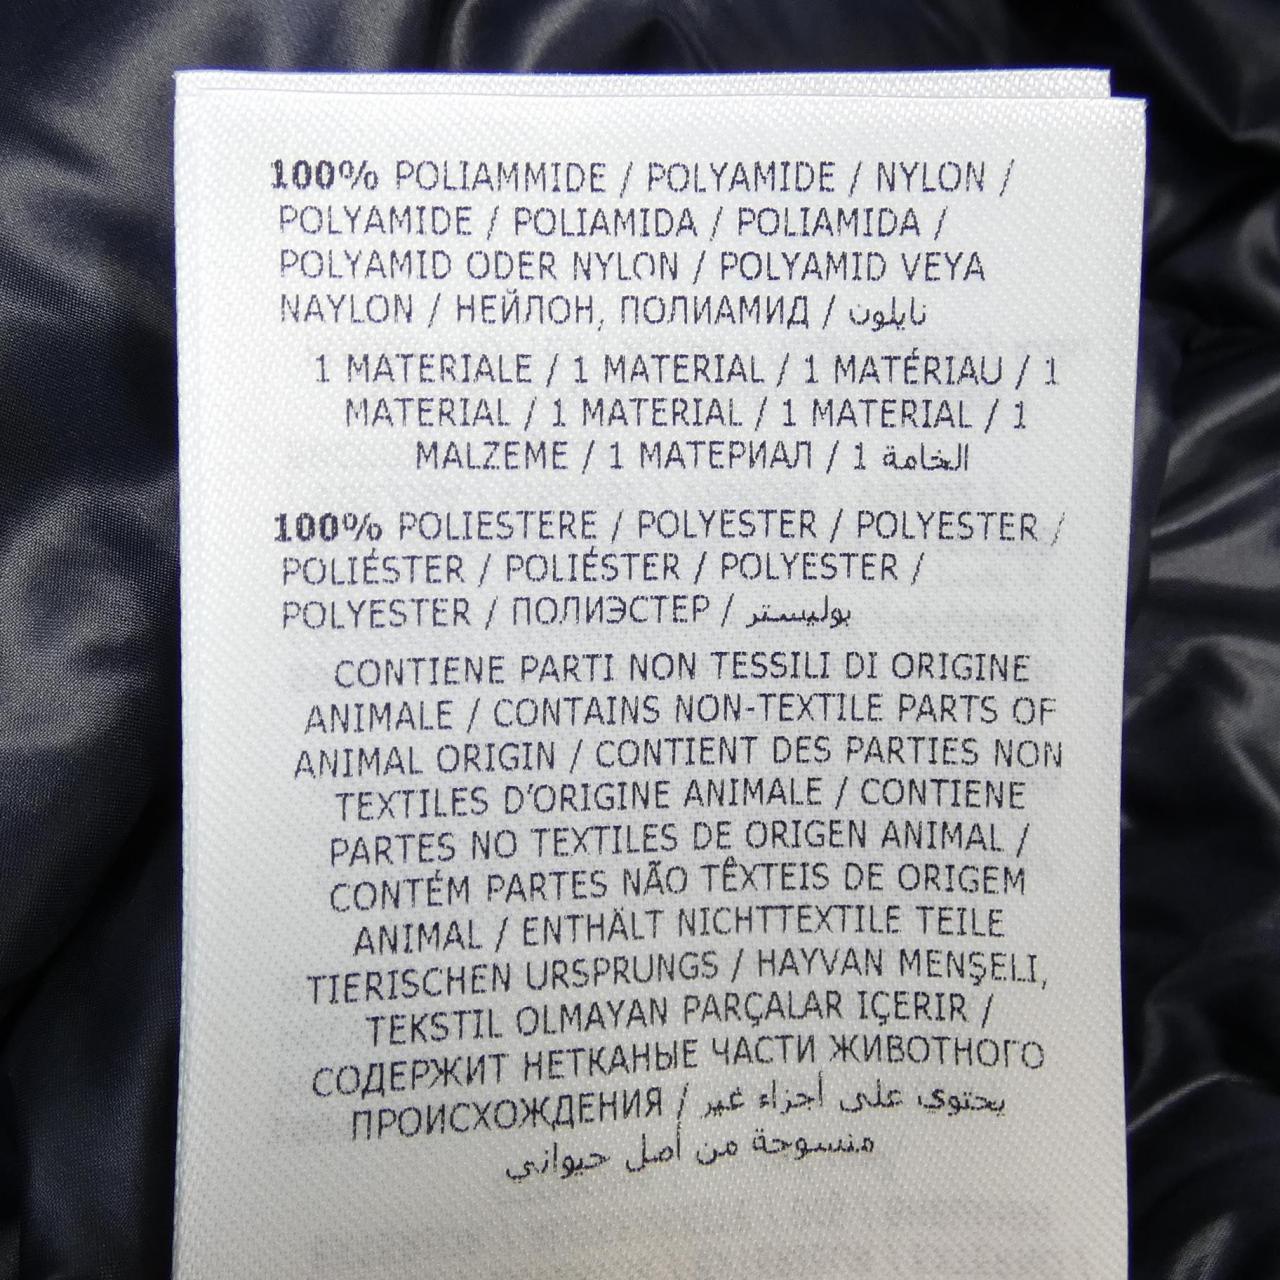 100% POLIAMMIDE / POLYAMIDE / NYLON /
POLYAMIDE / POLIAMIDA / POLIAMIDA /
POLYAMID ODER NYLON / POLYAMID VEYA
NAYLON / НЕЙЛОН, ПОЛИАМИД / نايلون
1 MATERIALE / 1 MATERIAL / 1 MATÉRIAU / 1
MATERIAL / 1 MATERIAL / 1 MATERIAL / 1
MALZEME / 1 МАТЕРИАЛ / 1 الخامة
100% POLIESTERE / POLYESTER / POLYESTER /
POLIÉSTER / POLIÉSTER / POLYESTER /
POLYESTER / ПОЛИЭСТЕР / بوليستر
CONTIENE PARTI NON TESSILI DI ORIGINE
ANIMALE / CONTAINS NON-TEXTILE PARTS OF
ANIMAL ORIGIN / CONTIENT DES PARTIES NON
TEXTILES D'ORIGINE ANIMALE / CONTIENE
PARTES NO TEXTILES DE ORIGEN ANIMAL /
CONTÉM PARTES NÃO TÊXTEIS DE ORIGEM
ANIMAL / ENTHÄLT NICHTTEXTILE TEILE
TIERISCHEN URSPRUNGS / HAYVAN MENŞELI,
TEKSTIL OLMAYAN PARÇALAR IÇERIR /
СОДЕРЖИТ НЕТКАНЫЕ ЧАСТИ ЖИВОТНОГО
ПРОИСХОЖДЕНИЯ / يحتوي على أجزاء غير
منسوجة من أصل حيواني